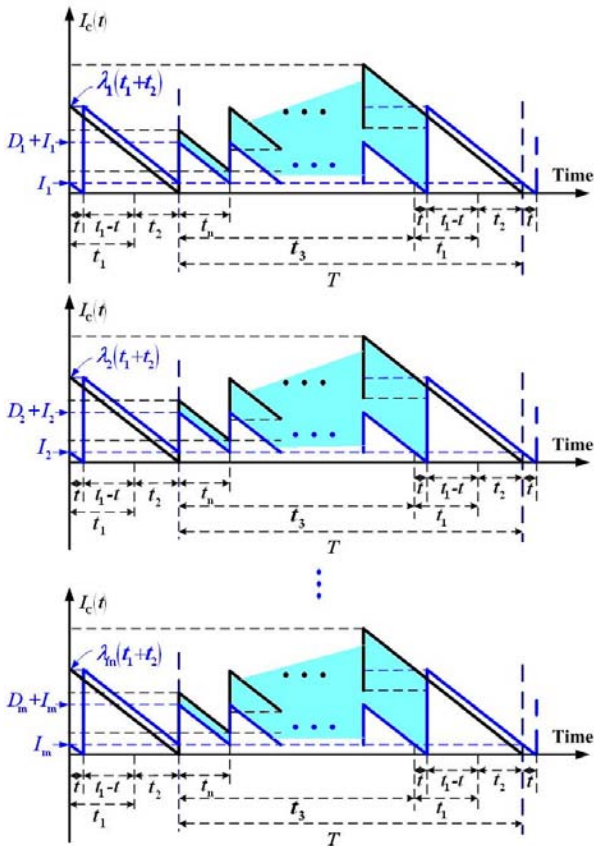 I_c(t)
λ_1(t_1+t_2)
D_1+I_1
I_1
Time
t t_1-t t_2 t_n t t_1-t t_2 t
t_1 t_3 t_1
T
I_c(t)
λ_2(t_1+t_2)
D_2+I_2
I_2
Time
t t_1-t t_2 t_n t t_1-t t_2 t
t_1 t_3 t_1
T
I_c(t)
λ_m(t_1+t_2)
D_m+I_m
I_m
Time
t t_1-t t_2 t_n t t_1-t t_2 t
t_1 t_3 t_1
T